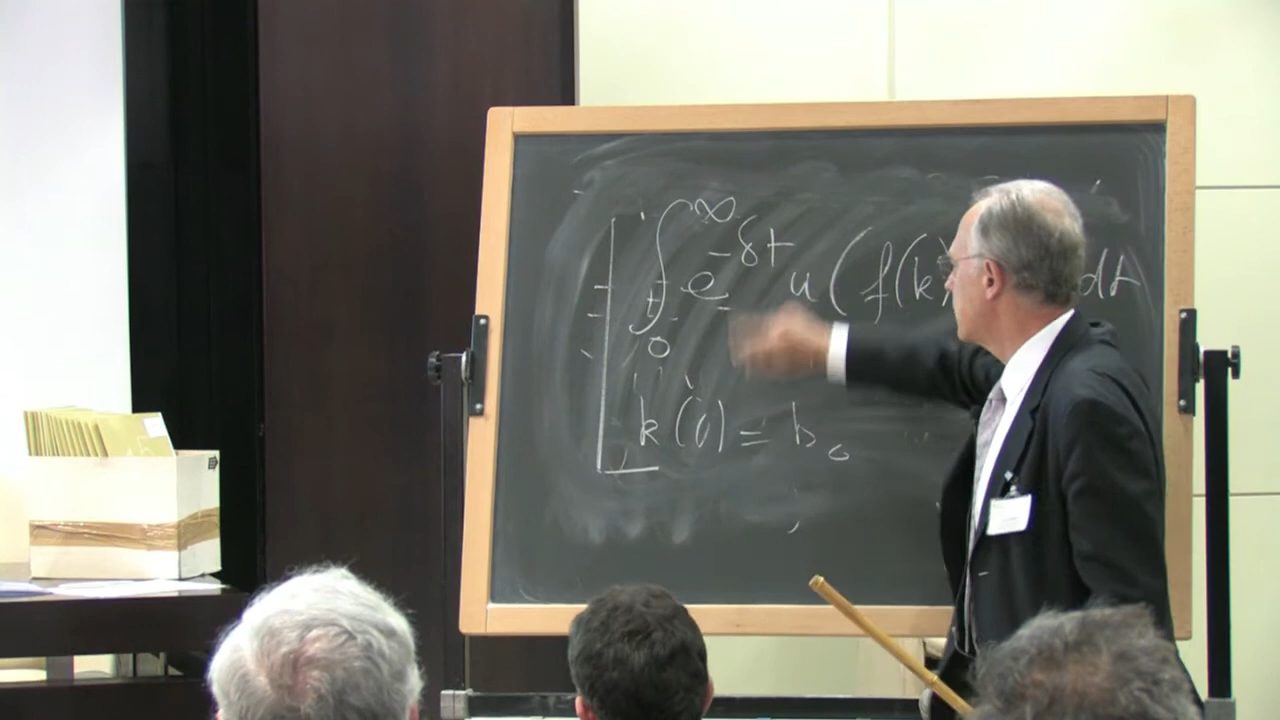 ∫₀^∞ e^{-δt} u(f(k) dt
k(0) = k₀